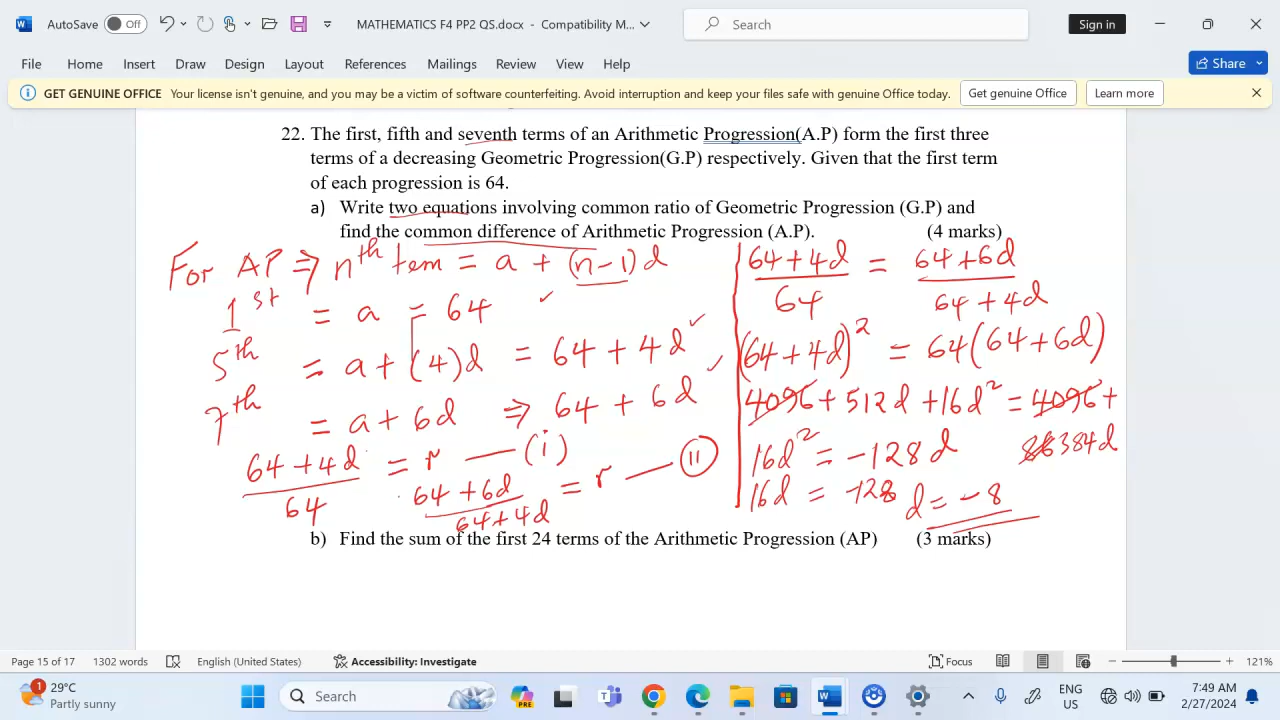 AutoSave Off MATHEMATICS F4 PP2 QS.docx - Compatibility M... Search Sign in
File Home Insert Draw Design Layout References Mailings Review View Help Share
GET GENUINE OFFICE Your license isn't genuine, and you may be a victim of software counterfeiting. Avoid interruption and keep your files safe with genuine Office today. Get genuine Office Learn more
22. The first, fifth and seventh terms of an Arithmetic Progression(A.P) form the first three
terms of a decreasing Geometric Progression(G.P) respectively. Given that the first term
of each progression is 64.
a) Write two equations involving common ratio of Geometric Progression (G.P) and
find the common difference of Arithmetic Progression (A.P). (4 marks)
For AP ⇒ nth tem = a + (n-1)d
1st = a = 64 ✓
5th = a + (4)d = 64 + 4d ✓
7th = a + 6d ⇒ 64 + 6d ✓
64 + 4d / 64 = r — (i)
64 + 6d / 64 + 4d = r — (11)
64 + 4d / 64 = 64 + 6d / 64 + 4d
(64 + 4d)² = 64(64 + 6d)
4096 + 512d + 16d² = 4096 +
384d
16d² = -128d
16d = -128 d = -8
b) Find the sum of the first 24 terms of the Arithmetic Progression (AP) (3 marks)
Page 15 of 17 1302 words English (United States) Accessibility: Investigate Focus 121%
1 29°C Partly sunny Search PRE ENG US 7:49 AM 2/27/2024